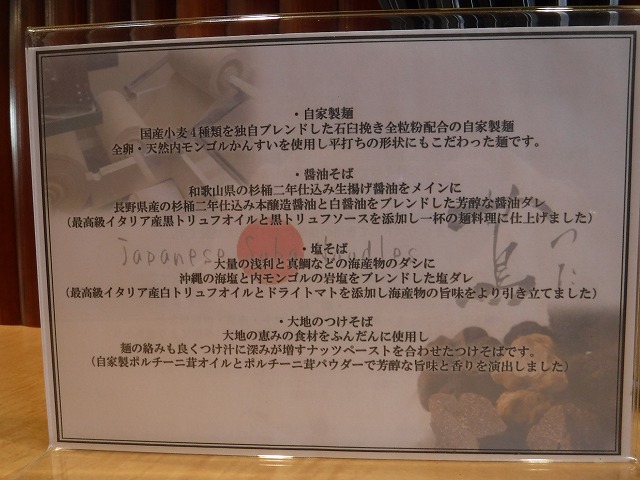 ・自家製麺
国産小麦4種類を独自ブレンドした石臼挽き全粒粉配合の自家製麺
全卵・天然内モンゴルかんすいを使用し平打ちの形状にもこだわった麺です。
・醤油そば
和歌山県の杉桶二年仕込み生揚げ醤油をメインに
長野県産の杉桶二年仕込み本醸造醤油と白醤油をブレンドした芳醇な醤油ダレ
（最高級イタリア産黒トリュフオイルと黒トリュフソースを添加し一杯の麺料理に仕上げました）
Japanese Soba Noodles
蔦
つた
・塩そば
大量の浅利と真鯛などの海産物のダシに
沖縄の海塩と内モンゴルの岩塩をブレンドした塩ダレ
（最高級イタリア産白トリュフオイルとドライトマトを添加し海産物の旨味をより引き立てました）
・大地のつけそば
大地の恵みの食材をふんだんに使用し
麺の絡みも良くつけ汁に深みが増すナッツペーストを合わせたつけそばです。
（自家製ポルチーニ茸オイルとポルチーニ茸パウダーで芳醇な旨味と香りを演出しました）